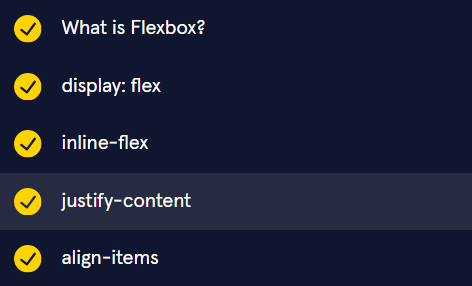 What is Flexbox?
display: flex
inline-flex
justify-content
align-items